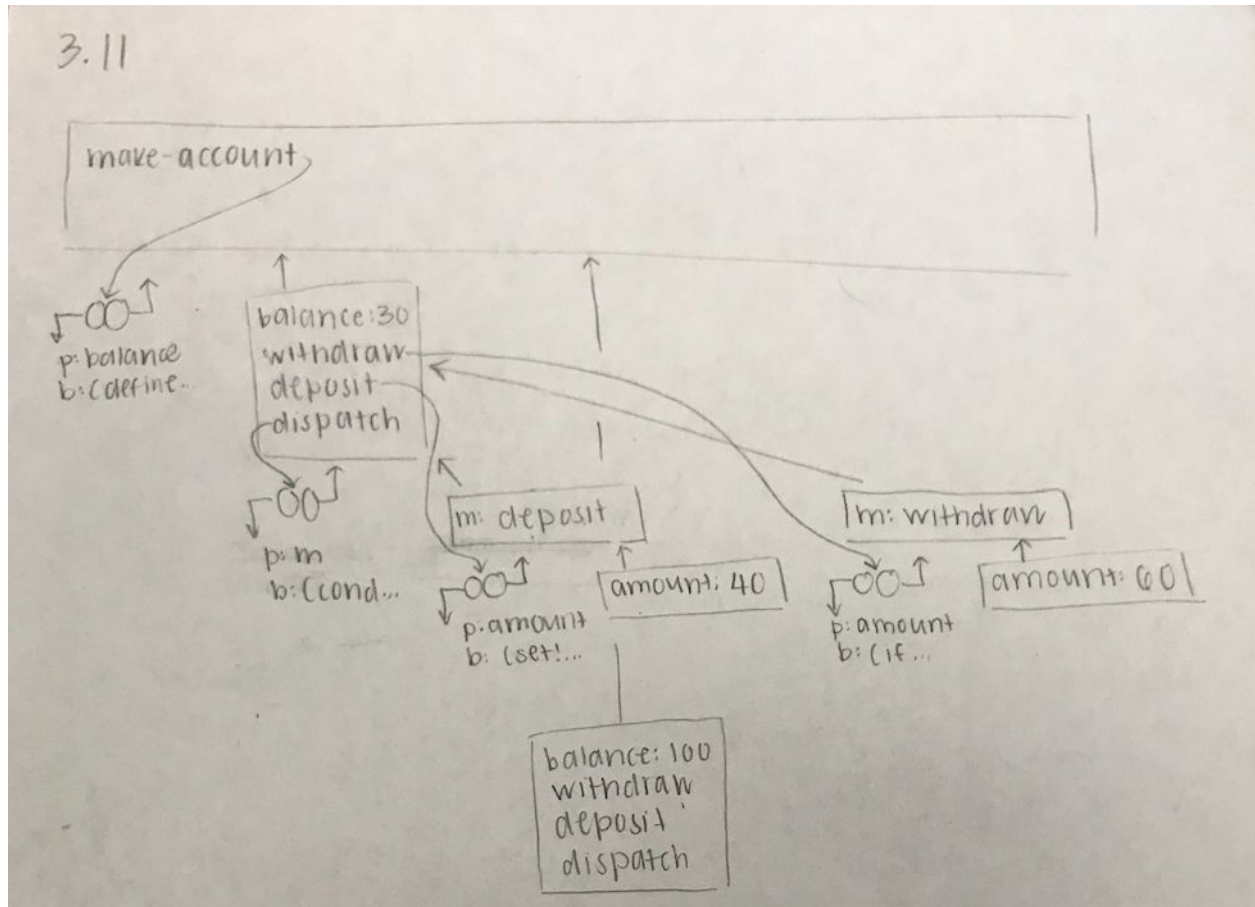 3.11
make-account
p: balance
b: (define..
balance: 30
withdraw
deposit
dispatch
p: m
b: (cond...
m: deposit
amount: 40
p: amount
b: (set!...
m: withdraw
amount: 60
p: amount
b: (if...
balance: 100
withdraw
deposit
dispatch